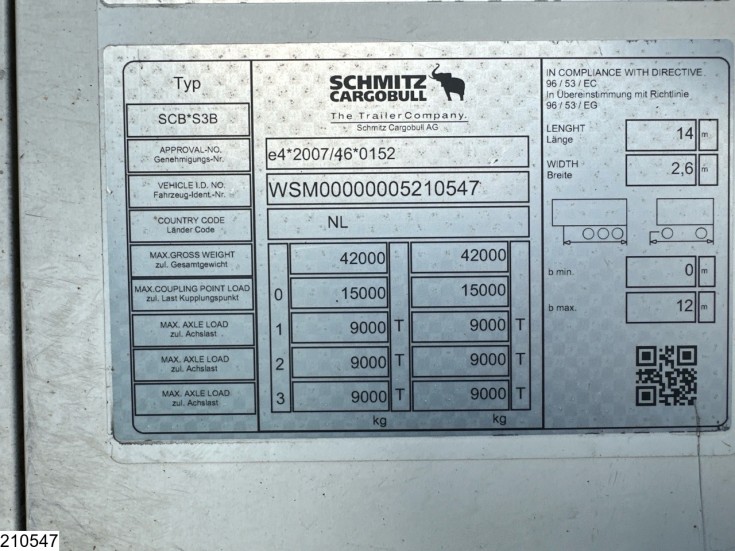 Typ
SCB*S3B
APPROVAL-NO.
Genehmigungs-Nr.
VEHICLE I.D. NO.
Fahrzeug-Ident.-Nr.
*COUNTRY CODE
Länder Code
MAX.GROSS WEIGHT
zul. Gesamtgewicht
MAX.COUPLING POINT LOAD
zul. Last Kupplungspunkt
MAX. AXLE LOAD
zul. Achslast
MAX. AXLE LOAD
zul. Achslast
MAX. AXLE LOAD
zul. Achslast
SCHMITZ
CARGOBULL
The TrailerCompany.
Schmitz Cargobull AG
e4*2007/46*0152
WSM00000005210547
NL
42000 42000
0 15000 15000
1 9000 T 9000 T
2 9000 T 9000 T
3 9000 T 9000 T
kg kg
IN COMPLIANCE WITH DIRECTIVE
96 / 53 / EC
In Übereinstimmung mit Richtlinie
96 / 53 / EG
LENGHT
Länge
14 m
WIDTH
Breite
2,6 m
b min. 0 m
b max. 12 m
210547